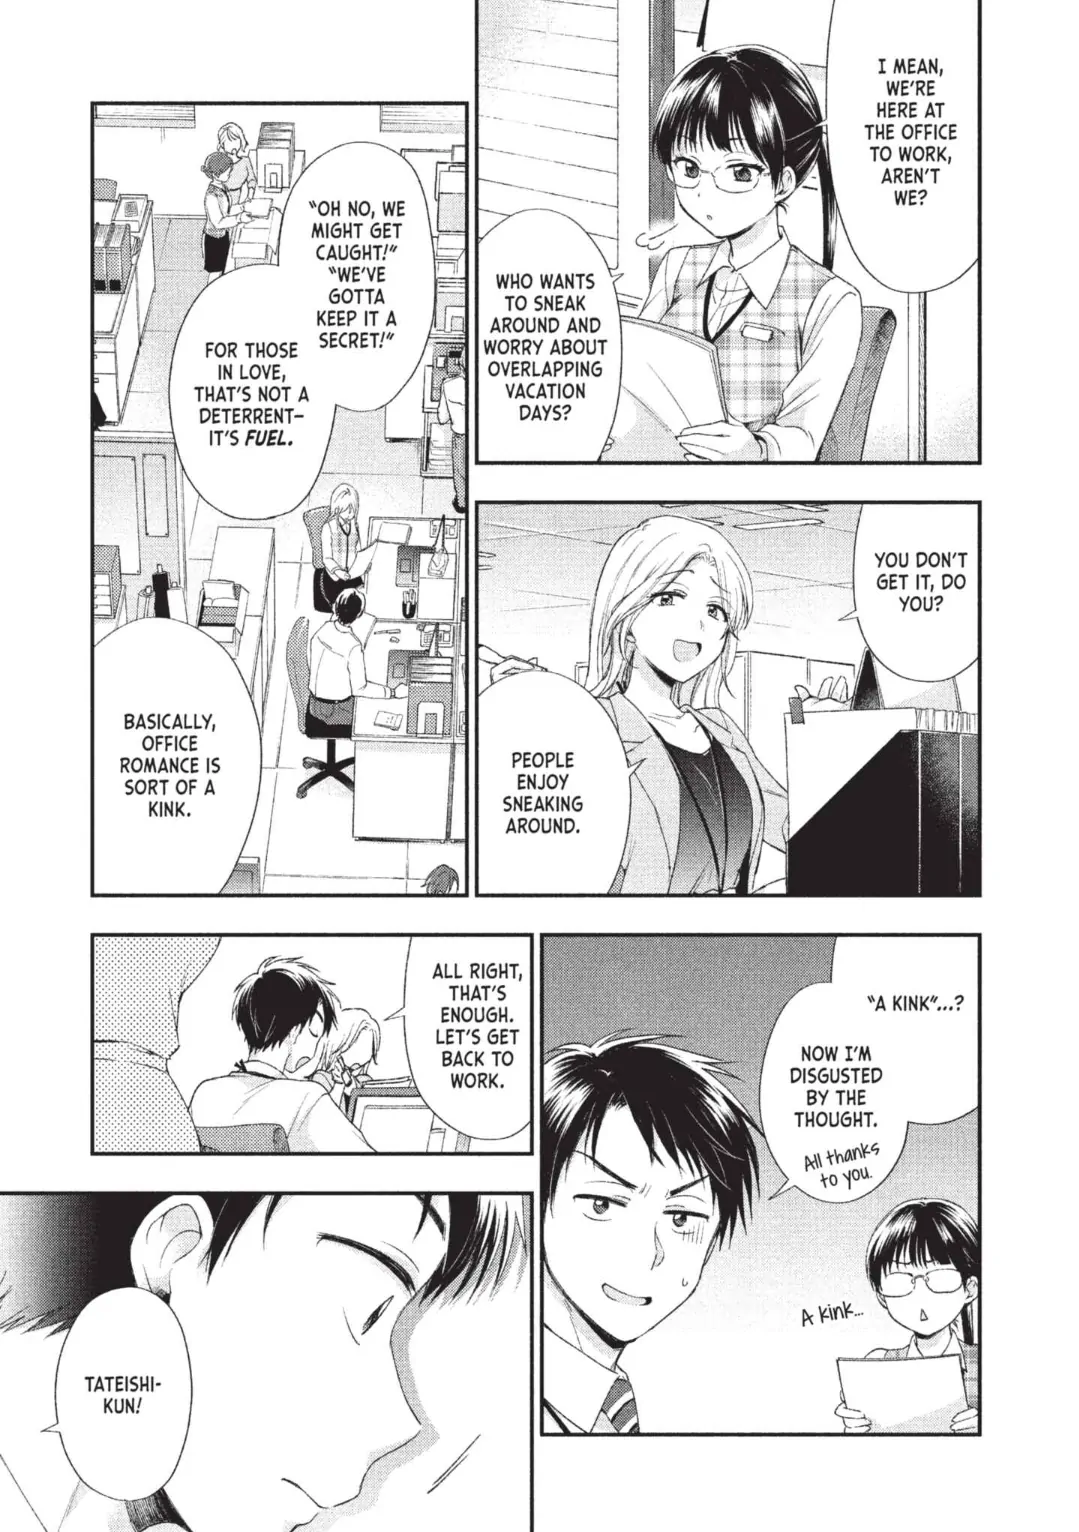 I MEAN,
WE'RE
HERE AT
THE OFFICE
TO WORK,
AREN'T
WE?
WHO WANTS
TO SNEAK
AROUND AND
WORRY ABOUT
OVERLAPPING
VACATION
DAYS?
YOU DON'T
GET IT, DO
YOU?
PEOPLE
ENJOY
SNEAKING
AROUND.
"OH NO, WE
MIGHT GET
CAUGHT!"
"WE'VE
GOTTA
KEEP IT A
SECRET!"
FOR THOSE
IN LOVE,
THAT'S NOT A
DETERRENT—
IT'S FUEL.
BASICALLY,
OFFICE
ROMANCE IS
SORT OF A
KINK.
"A KINK"...?
NOW I'M
DISGUSTED
BY THE
THOUGHT.
All thanks
to you.
A kink...
ALL RIGHT,
THAT'S
ENOUGH.
LET'S GET
BACK TO
WORK.
TATEISHI-
KUN!